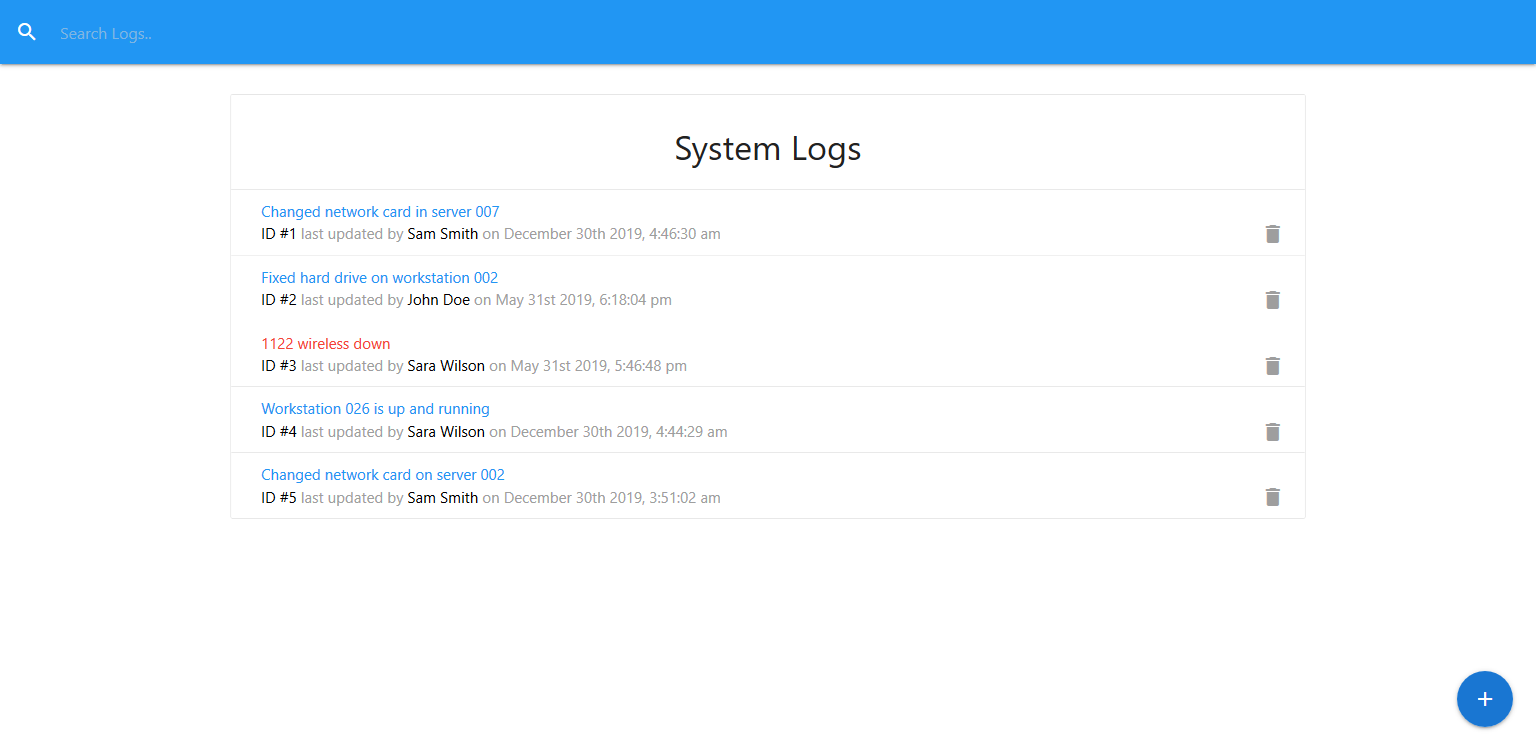 Search Logs..
System Logs
Changed network card in server 007
ID #1 last updated by Sam Smith on December 30th 2019, 4:46:30 am
Fixed hard drive on workstation 002
ID #2 last updated by John Doe on May 31st 2019, 6:18:04 pm
1122 wireless down
ID #3 last updated by Sara Wilson on May 31st 2019, 5:46:48 pm
Workstation 026 is up and running
ID #4 last updated by Sara Wilson on December 30th 2019, 4:44:29 am
Changed network card on server 002
ID #5 last updated by Sam Smith on December 30th 2019, 3:51:02 am